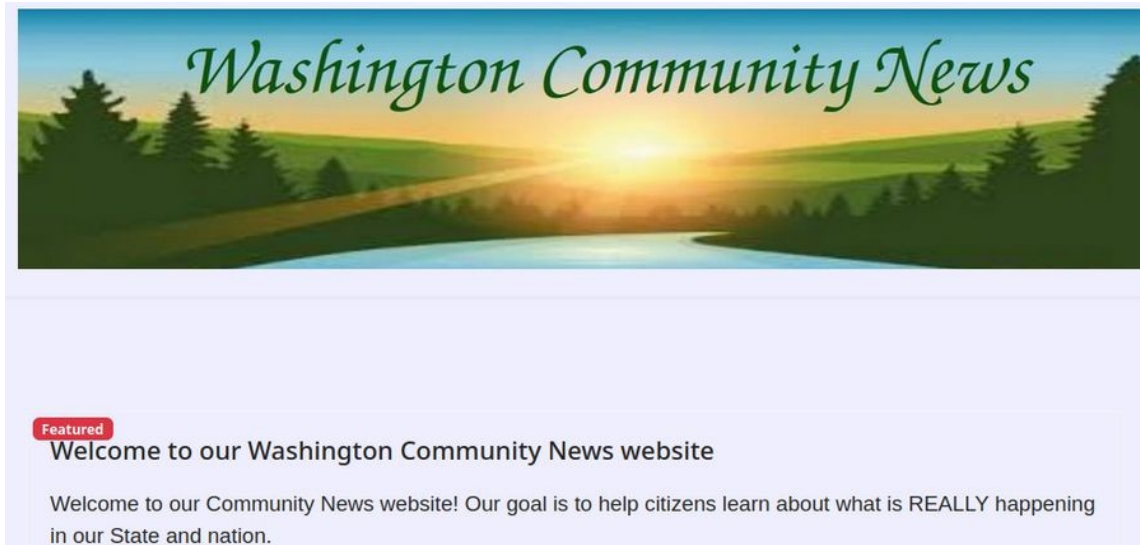 Washington Community News
Featured
Welcome to our Washington Community News website
Welcome to our Community News website! Our goal is to help citizens learn about what is REALLY happening
in our State and nation.